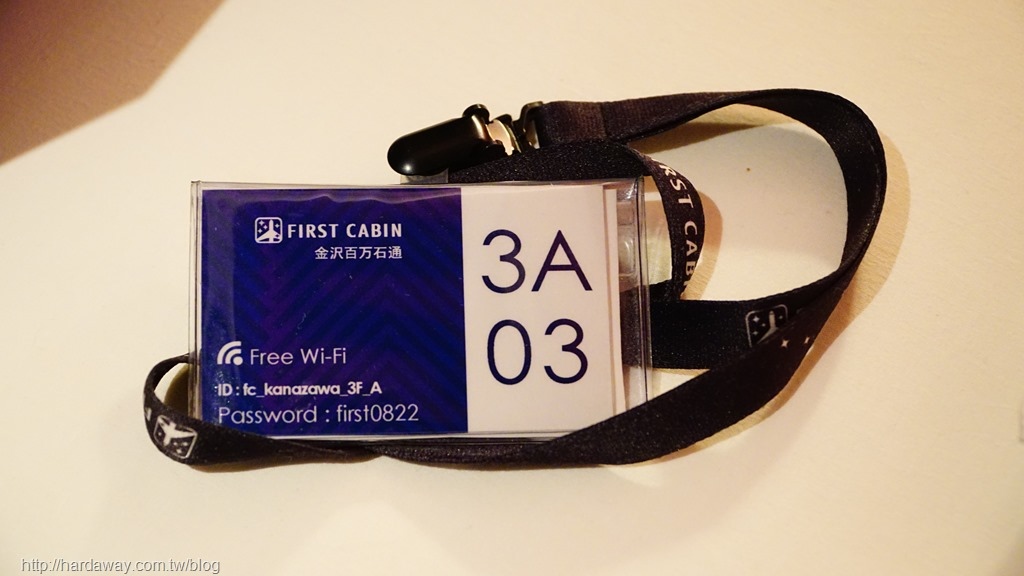 FIRST CABIN
金沢百万石通
3A
03
Free Wi-Fi
ID : fc_kanazawa_3F_A
Password : first0822
RST CAB
http://hardaway.com.tw/blog